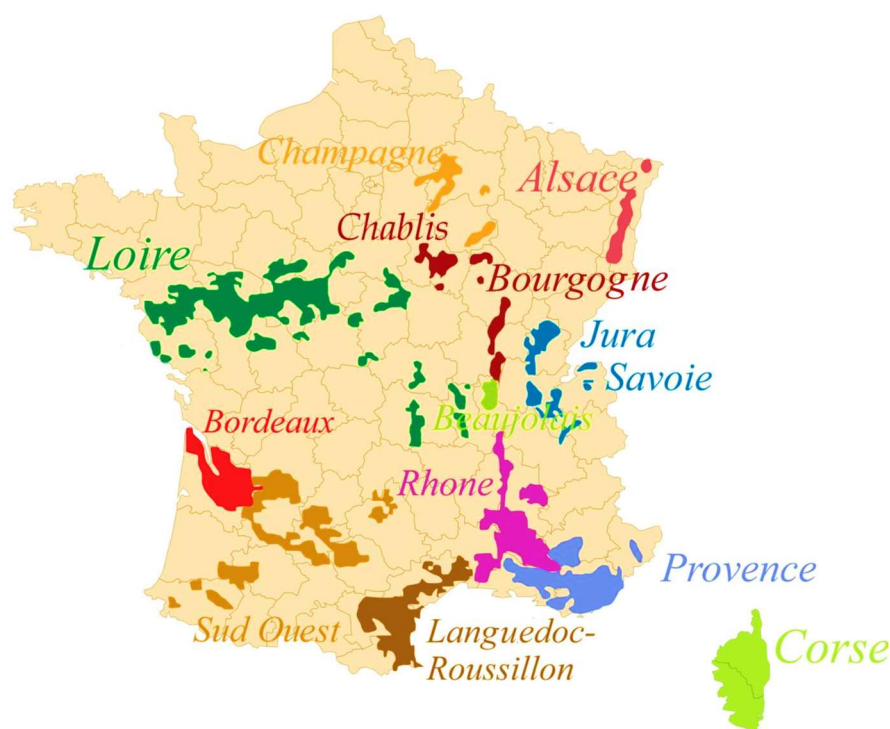 Champagne
Alsace
Chablis
Loire
Bourgogne
Jura
Savoie
Bordeaux
Beaujolais
Rhone
Provence
Sud Ouest
Languedoc-
Roussillon
Corse